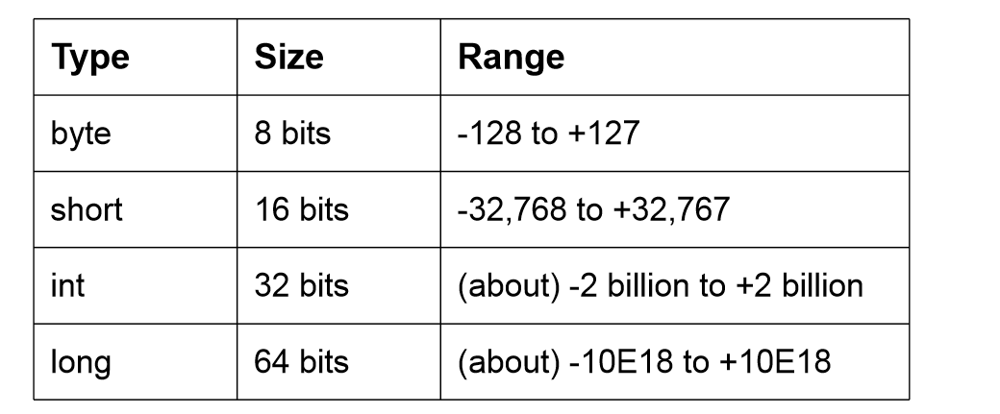 Type Size Range
byte 8 bits -128 to +127
short 16 bits -32,768 to +32,767
int 32 bits (about) -2 billion to +2 billion
long 64 bits (about) -10E18 to +10E18